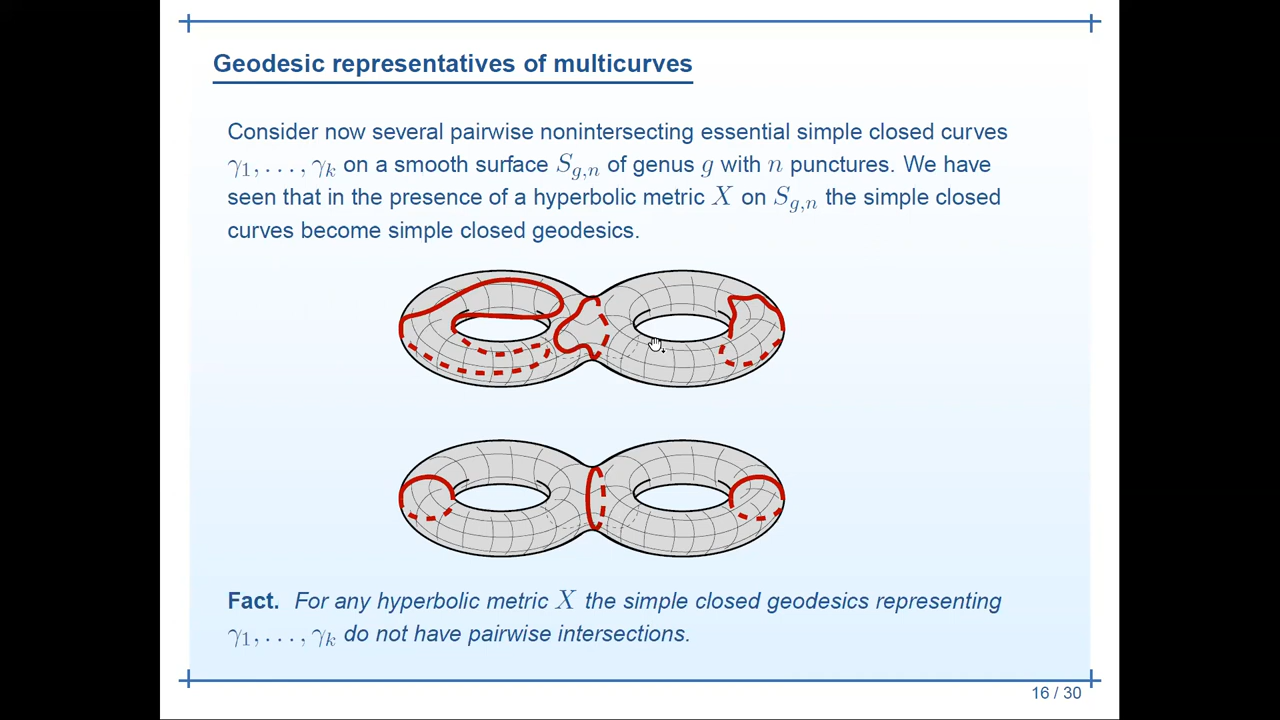 Geodesic representatives of multicurves
Consider now several pairwise nonintersecting essential simple closed curves
γ₁, . . . , γₖ on a smooth surface S_{g,n} of genus g with n punctures. We have
seen that in the presence of a hyperbolic metric X on S_{g,n} the simple closed
curves become simple closed geodesics.
Fact. For any hyperbolic metric X the simple closed geodesics representing
γ₁, . . . , γₖ do not have pairwise intersections.
16 / 30